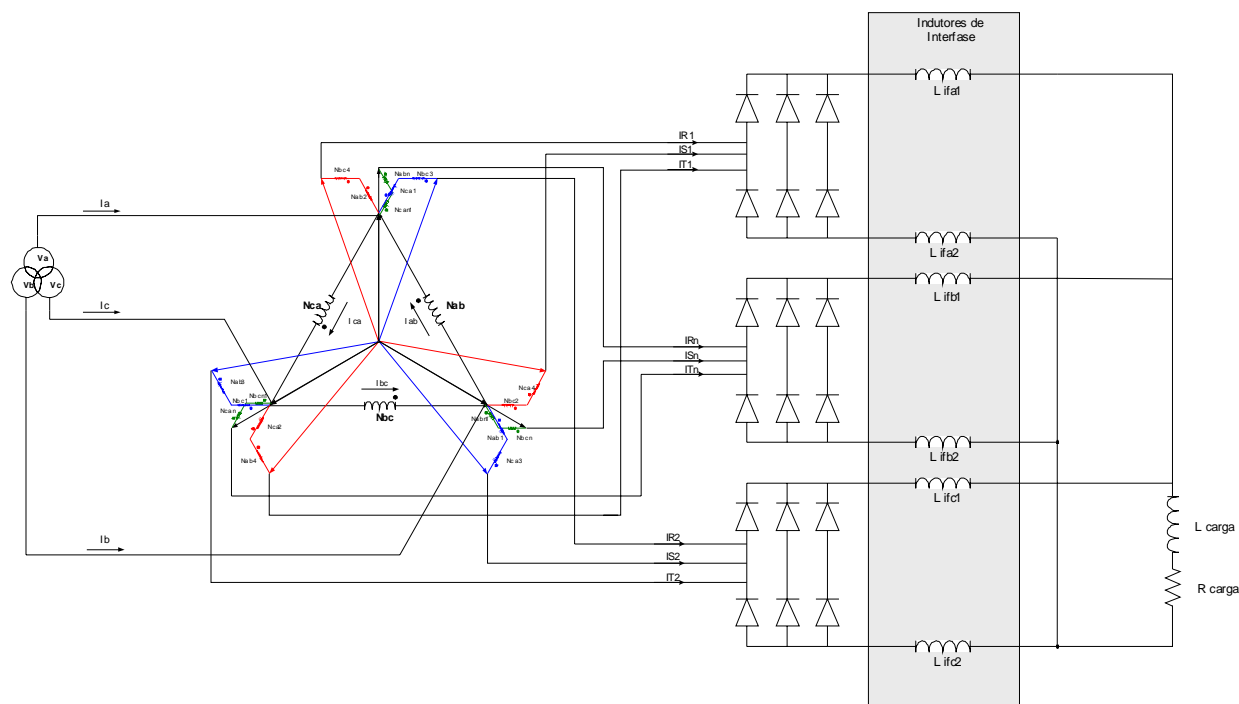 Indutores de
Interfase
L ifa1
IR1
IS1
IT1
Nbc4
Nab2
Nabn
Nbc3
Nca1
Ia
Va
Vb
Vc
L ifa2
L ifb1
Ic
Nca
Nab
Ica
Iab
IRn
ISn
ITn
Ibc
Nbc
Nab3
Nbc1
Nbcn1
Ncan
Nca2
Nab4
Nca4
Nbc2
Nabn1
Nab1
Nbcn
Nca3
L ifb2
L ifc1
L carga
R carga
Ib
IR2
IS2
IT2
L ifc2